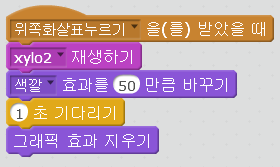 위쪽화살표누르기 을(를) 받았을 때
xylo2 재생하기
색깔 효과를 50 만큼 바꾸기
1 초 기다리기
그래픽 효과 지우기